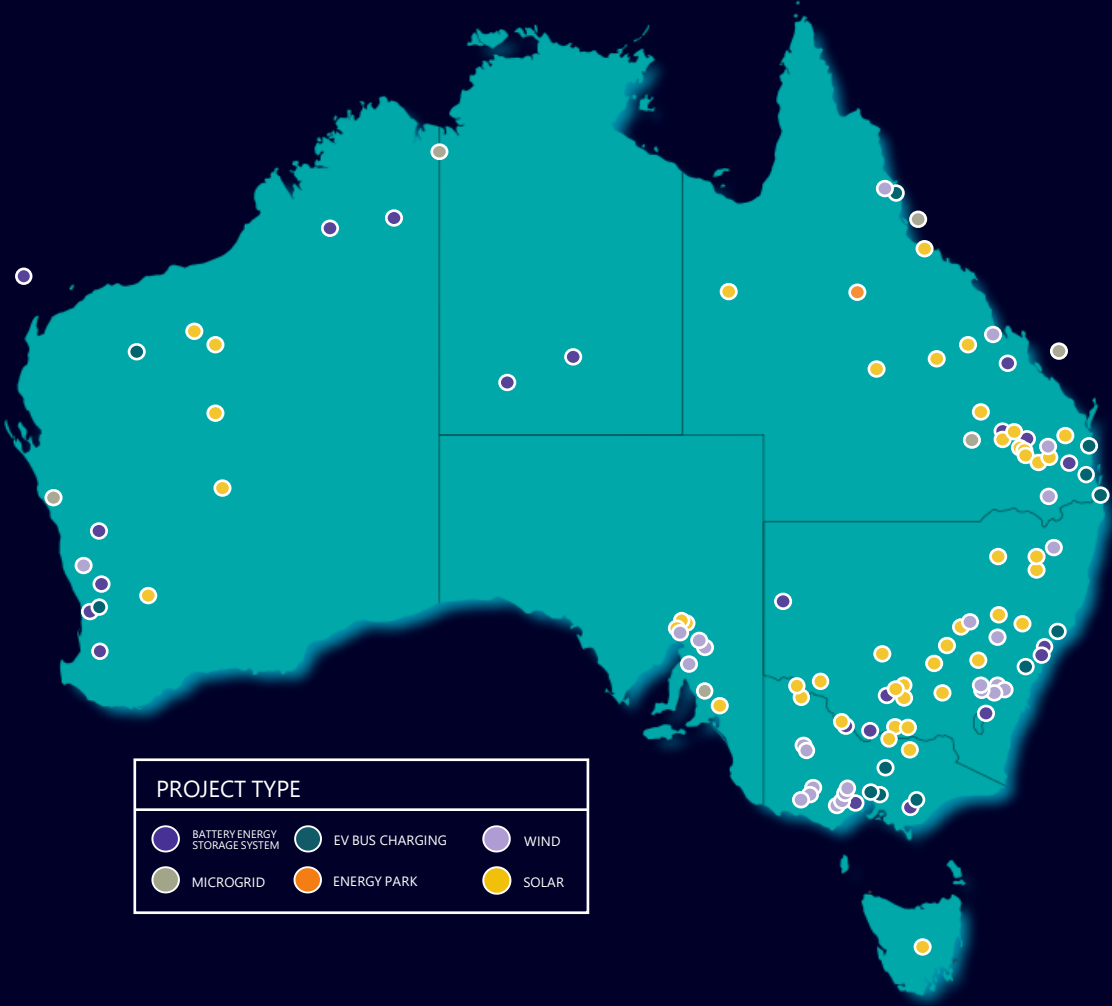 PROJECT TYPE
BATTERY ENERGY
STORAGE SYSTEM
EV BUS CHARGING
WIND
MICROGRID
ENERGY PARK
SOLAR